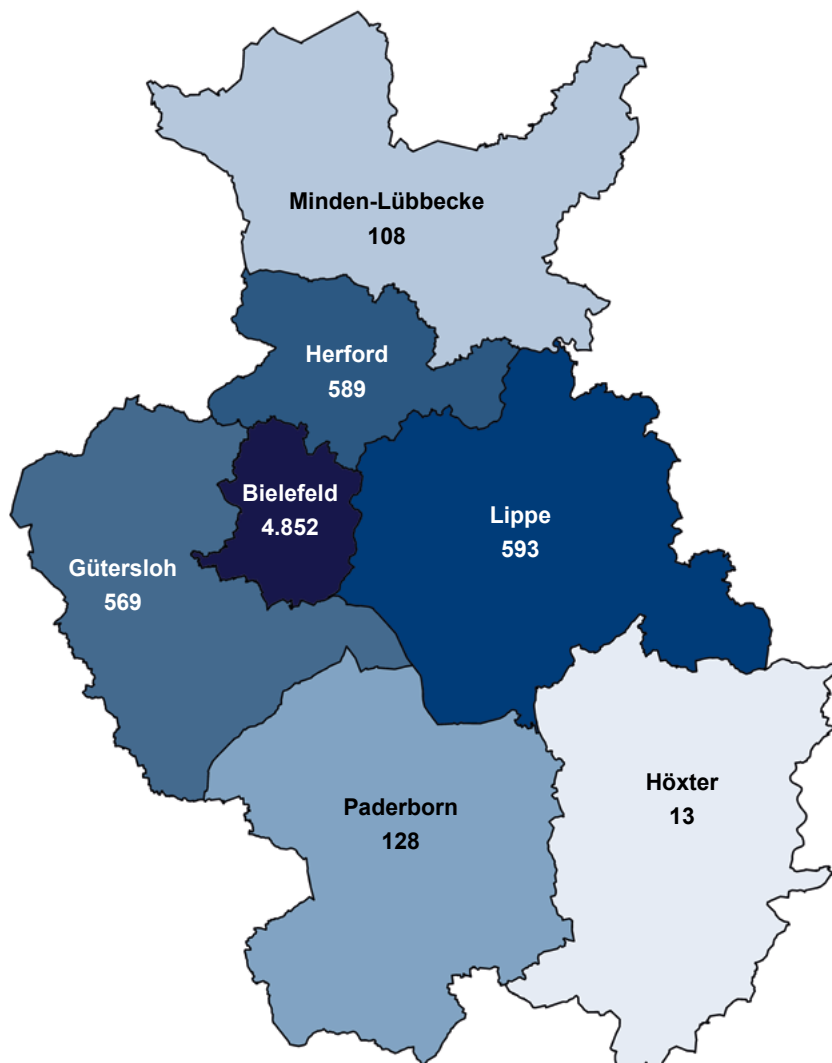 Minden-Lübbecke
108
Herford
589
Bielefeld
4.852
Lippe
593
Gütersloh
569
Höxter
13
Paderborn
128